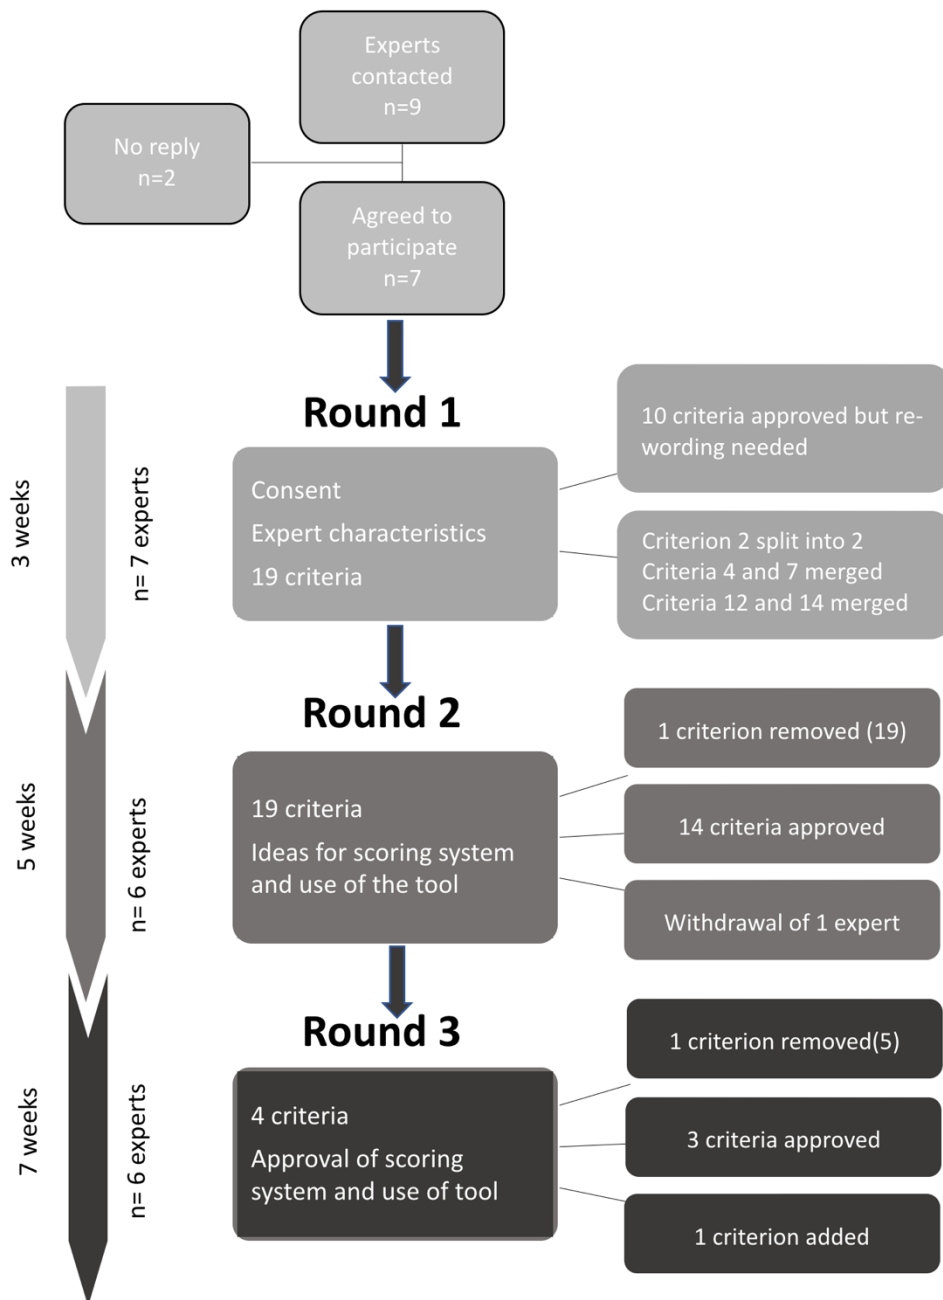 Experts
contacted
n=9
No reply
n=2
Agreed to
participate
n=7
Round 1
10 criteria approved but re-
wording needed
Consent
Expert characteristics
19 criteria
Criterion 2 split into 2
Criteria 4 and 7 merged
Criteria 12 and 14 merged
3 weeks
n= 7 experts
Round 2
1 criterion removed (19)
19 criteria
Ideas for scoring system
and use of the tool
14 criteria approved
Withdrawal of 1 expert
5 weeks
n= 6 experts
Round 3
1 criterion removed(5)
4 criteria
Approval of scoring
system and use of tool
3 criteria approved
1 criterion added
7 weeks
n= 6 experts